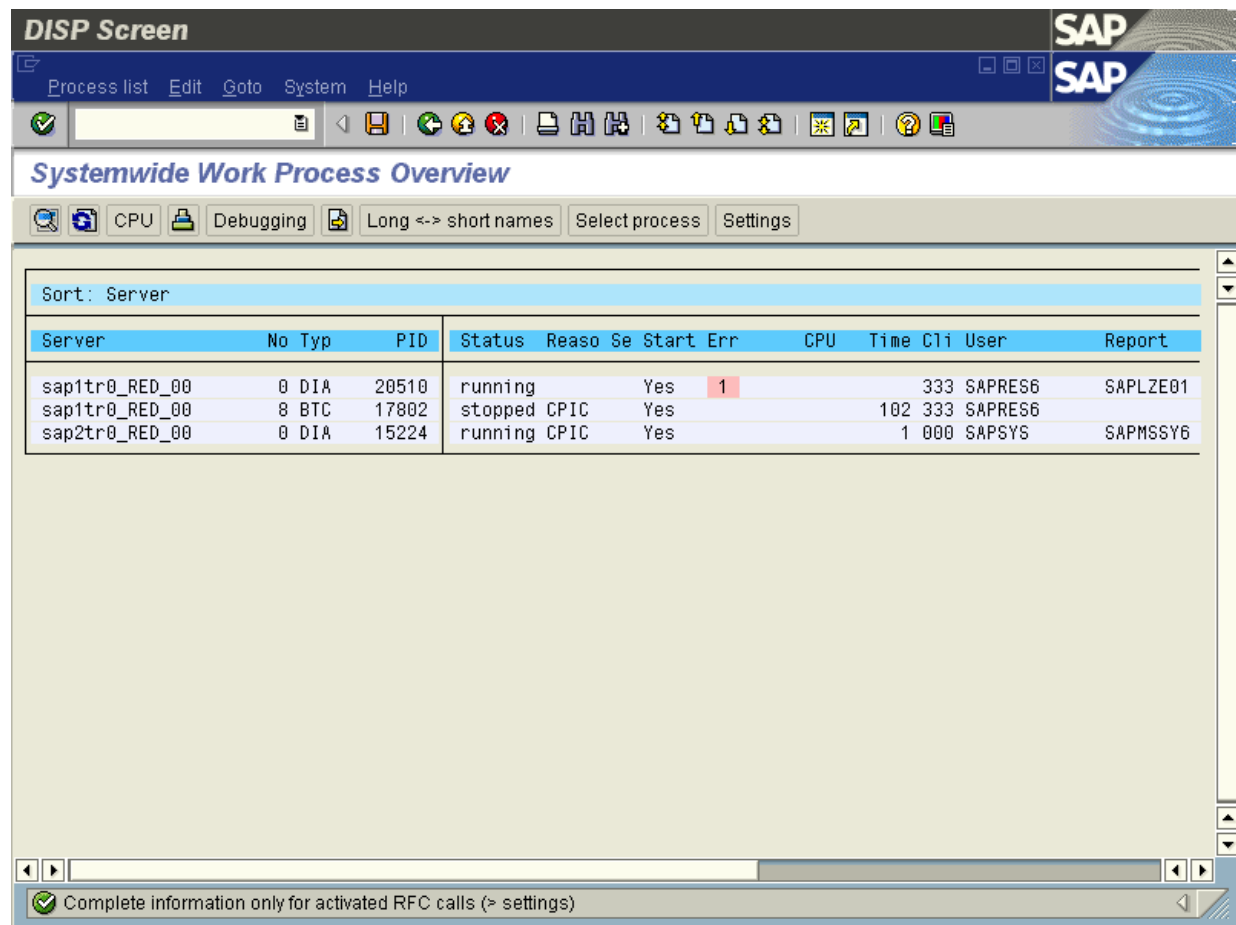 DISP Screen
SAP
Process list Edit Goto System Help
SAP
Systemwide Work Process Overview
CPU Debugging Long <-> short names Select process Settings
Sort: Server
Server No Typ PID Status Reaso Se Start Err CPU Time Cli User Report
sap1tr0_RED_00 0 DIA 20510 running Yes 1 333 SAPRES6 SAPLZE01
sap1tr0_RED_00 8 BTC 17802 stopped CPIC Yes 102 333 SAPRES6
sap2tr0_RED_00 0 DIA 15224 running CPIC Yes 1 000 SAPSYS SAPMSSY6
Complete information only for activated RFC calls (> settings)